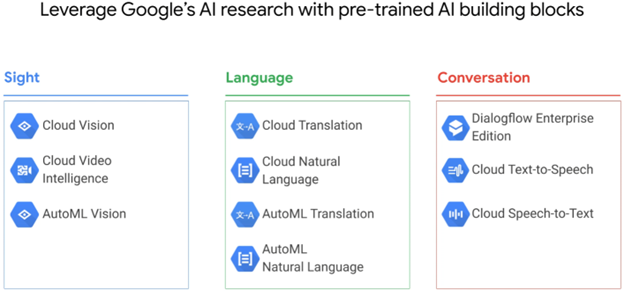 Leverage Google's AI research with pre-trained AI building blocks
Sight
Cloud Vision
Cloud Video
Intelligence
AutoML Vision
Language
文-A
Cloud Translation
Cloud Natural
Language
文-A
AutoML Translation
AutoML
Natural Language
Conversation
Dialogflow Enterprise
Edition
Cloud Text-to-Speech
Cloud Speech-to-Text